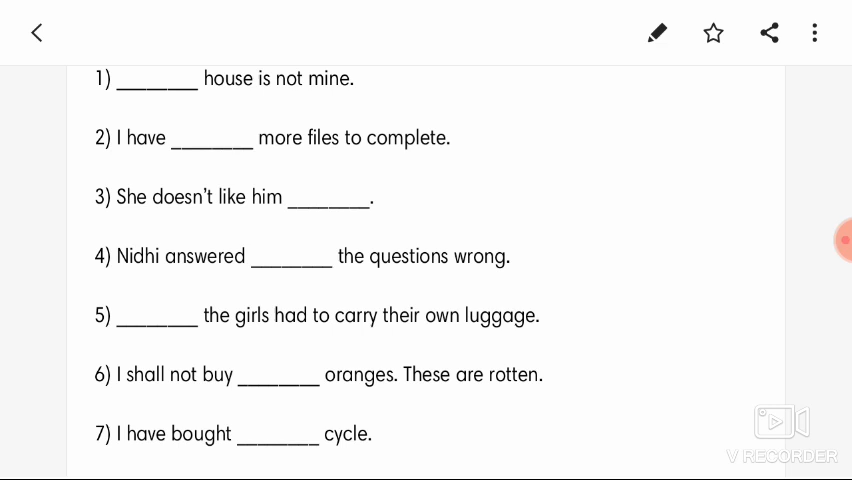 1) ________ house is not mine.
2) I have ________ more files to complete.
3) She doesn't like him ________.
4) Nidhi answered ________ the questions wrong.
5) ________ the girls had to carry their own luggage.
6) I shall not buy ________ oranges. These are rotten.
7) I have bought ________ cycle.
V RECORDER